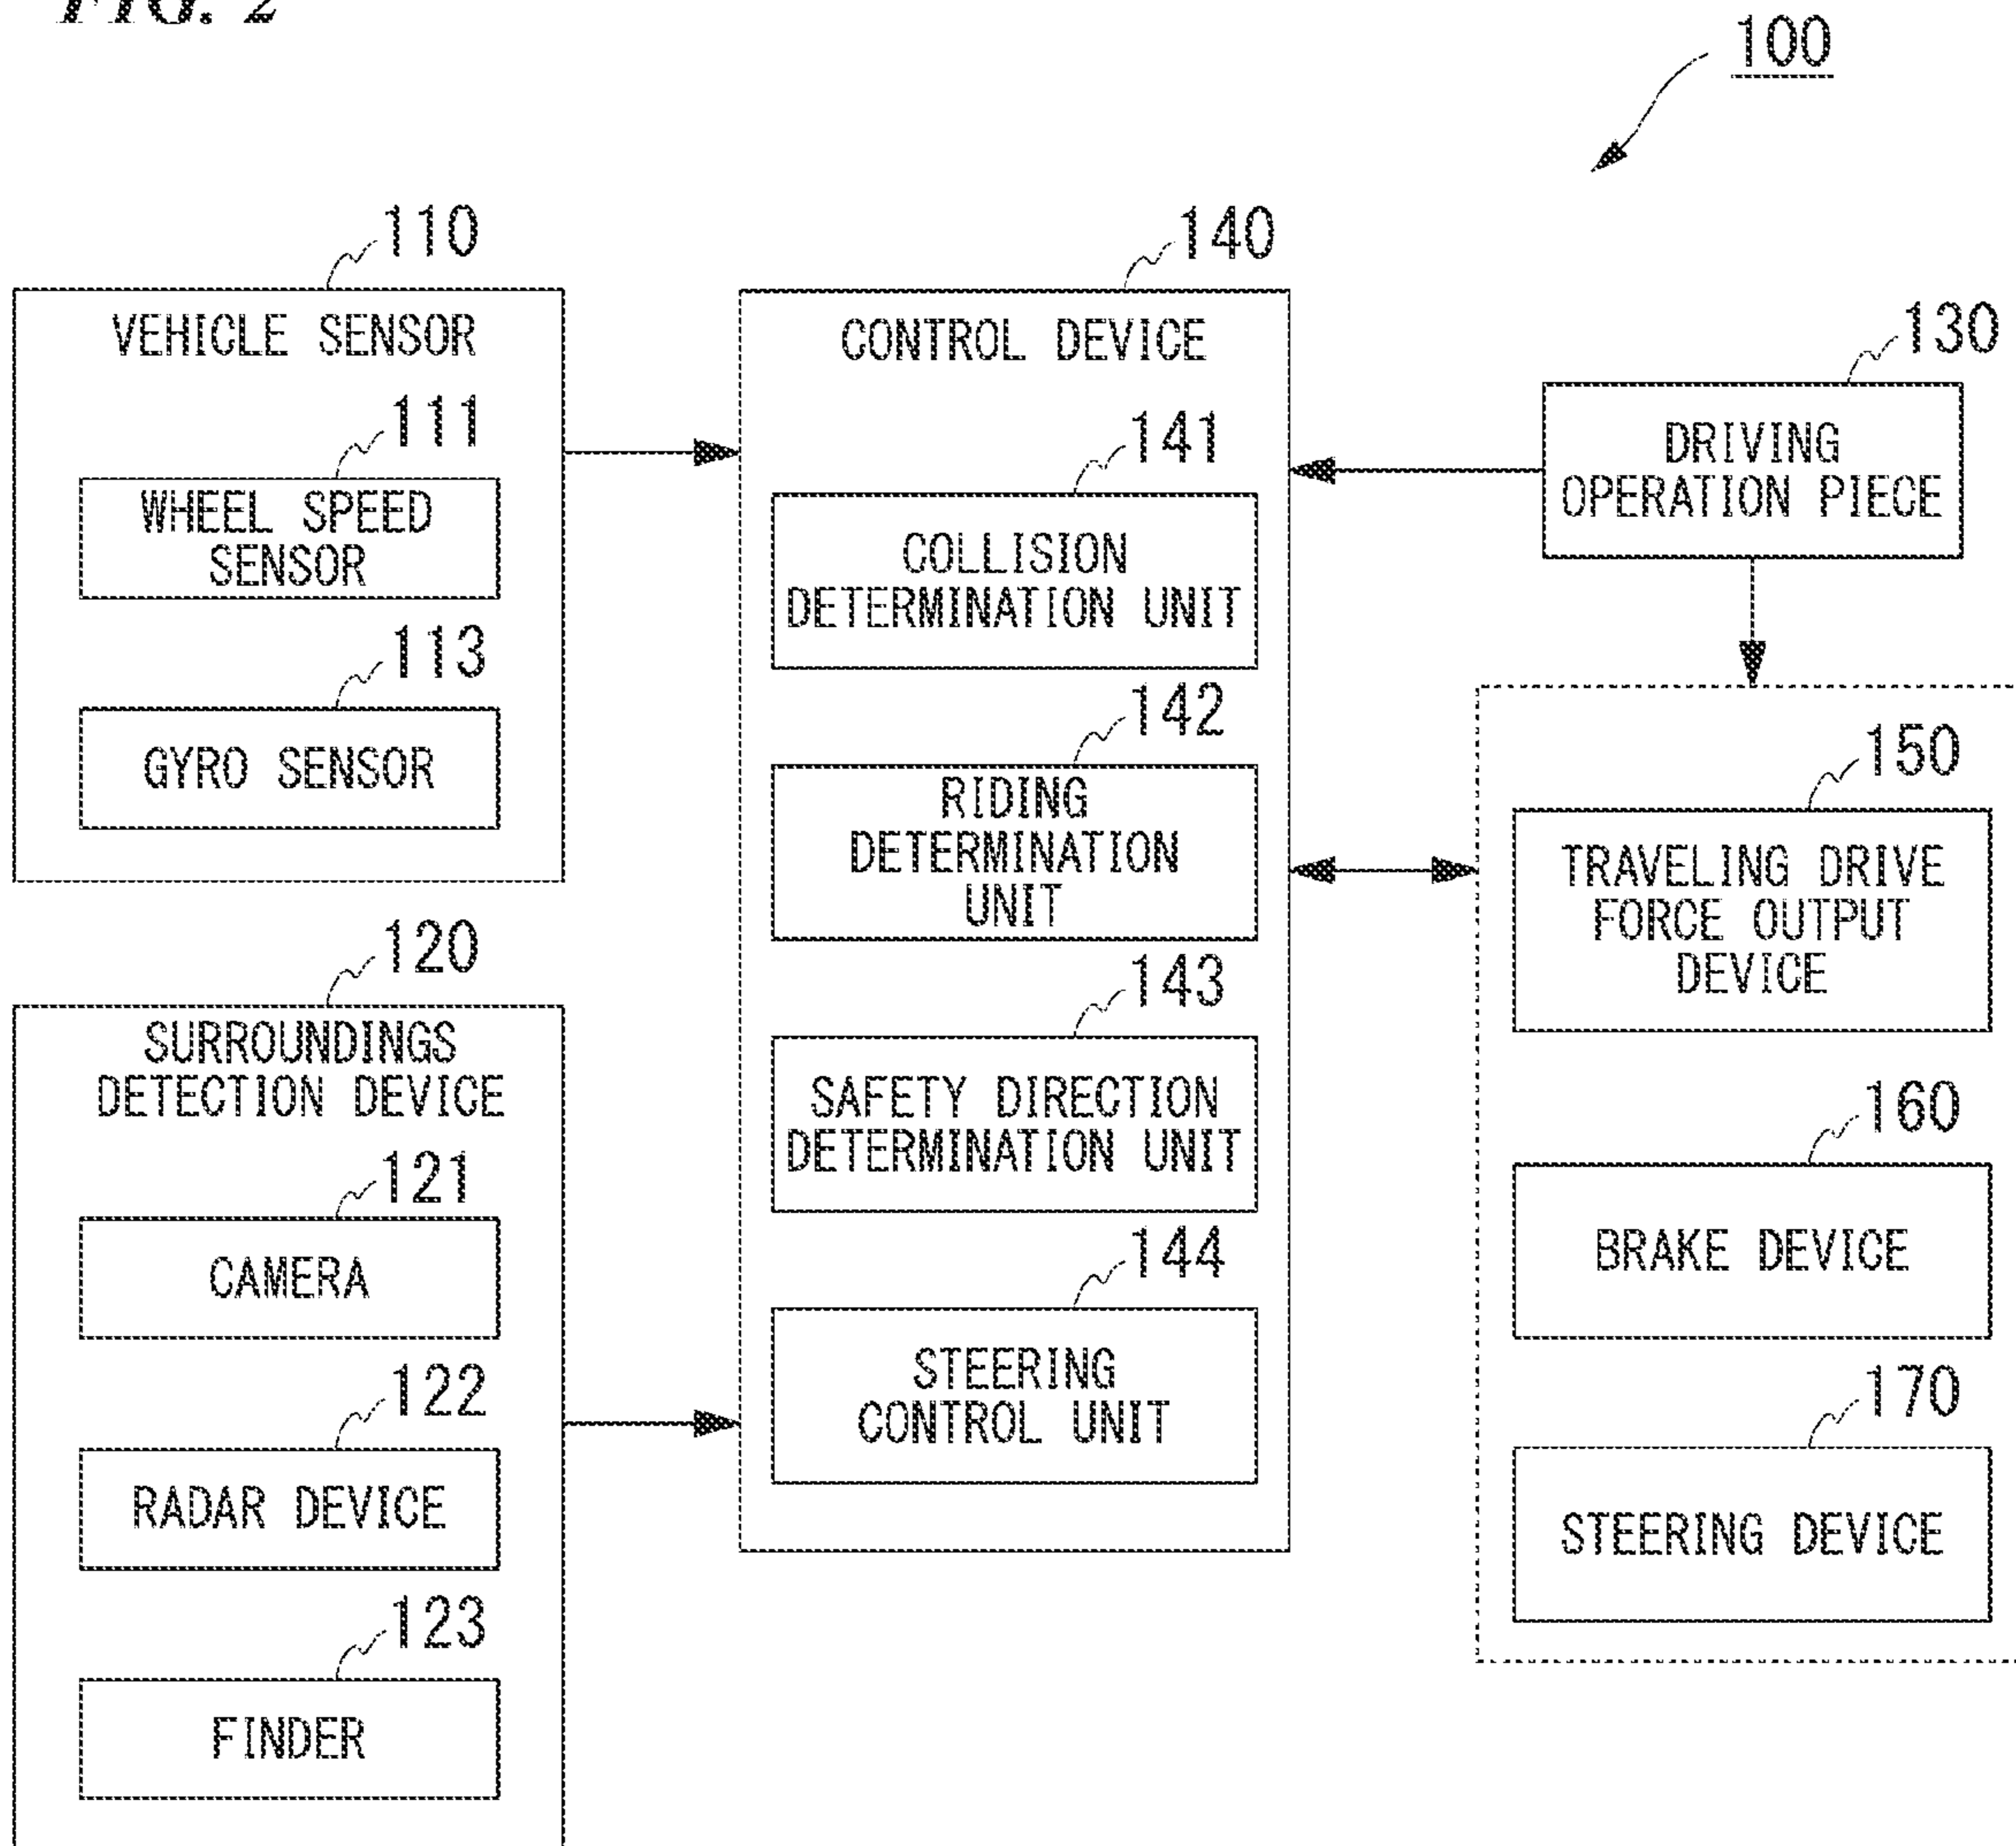 FIG. 2
100
110
VEHICLE SENSOR
111
WHEEL SPEED
SENSOR
113
GYRO SENSOR
120
SURROUNDINGS
DETECTION DEVICE
121
CAMERA
122
RADAR DEVICE
123
FINDER
140
CONTROL DEVICE
141
COLLISION
DETERMINATION UNIT
142
RIDING
DETERMINATION
UNIT
143
SAFETY DIRECTION
DETERMINATION UNIT
144
STEERING
CONTROL UNIT
130
DRIVING
OPERATION PIECE
150
TRAVELING DRIVE
FORCE OUTPUT
DEVICE
160
BRAKE DEVICE
170
STEERING DEVICE